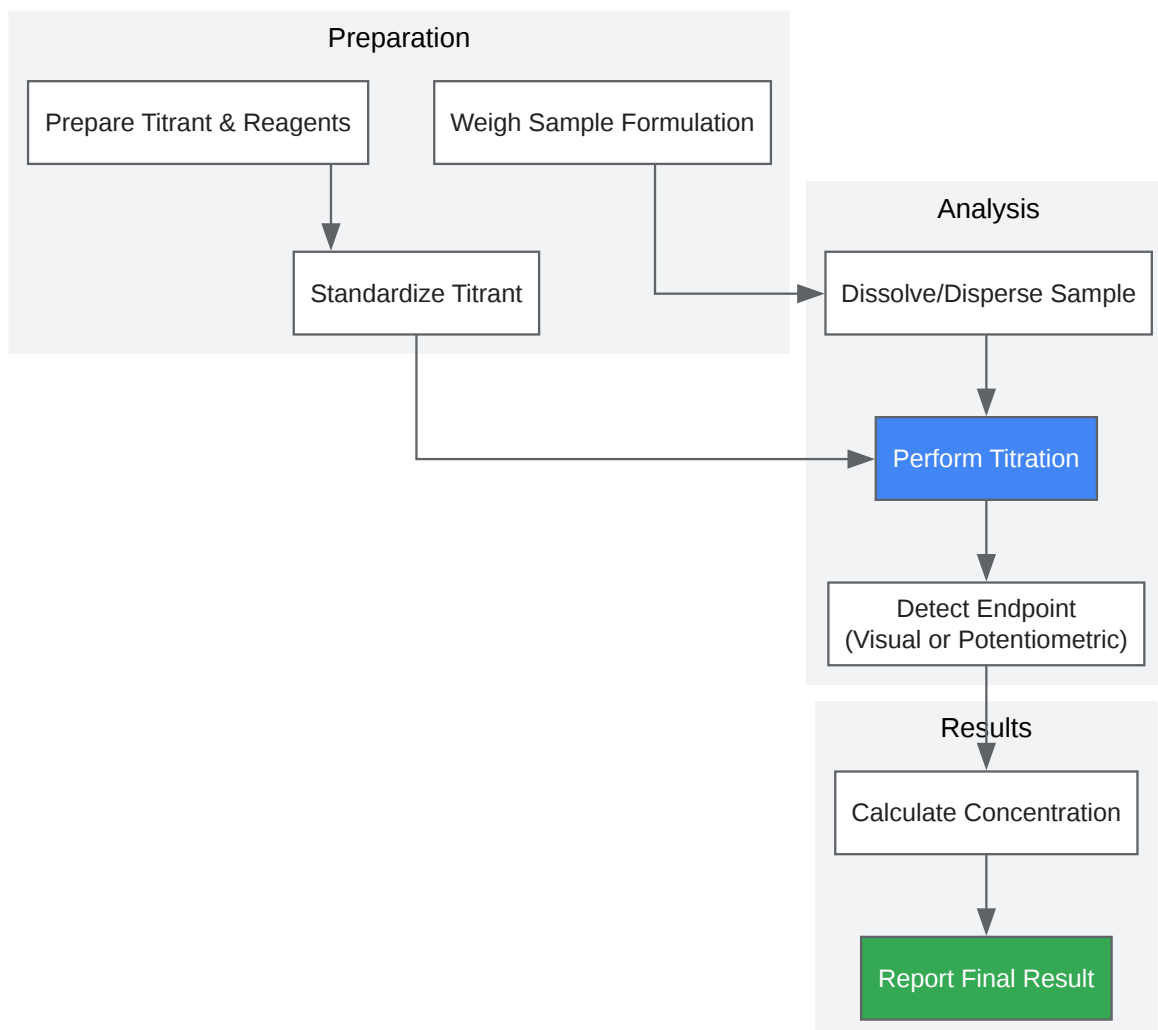 Preparation
Prepare Titrant & Reagents
Weigh Sample Formulation
Standardize Titrant
Analysis
Dissolve/Disperse Sample
Perform Titration
Detect Endpoint
(Visual or Potentiometric)
Results
Calculate Concentration
Report Final Result